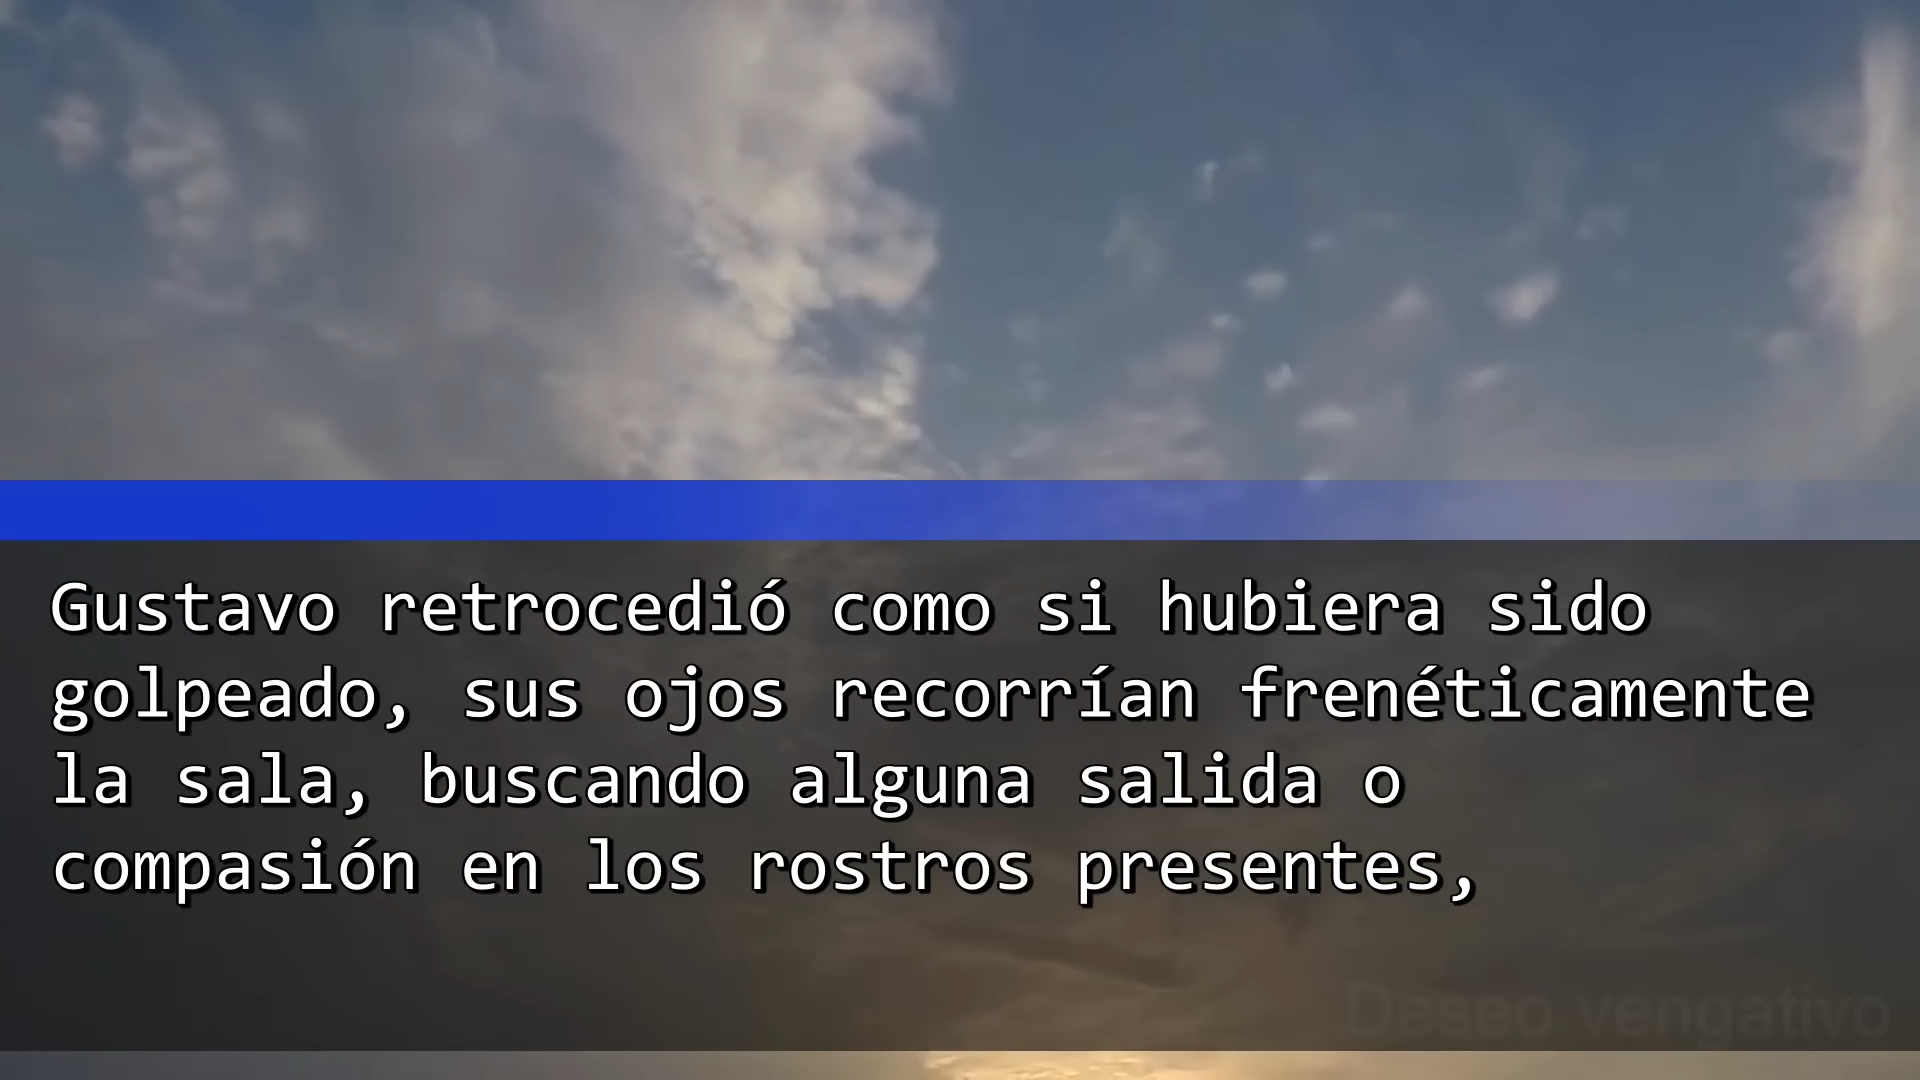 Gustavo retrocedió como si hubiera sido
golpeado, sus ojos recorrían frenéticamente
la sala, buscando alguna salida o
compasión en los rostros presentes,
Deseo vengativo